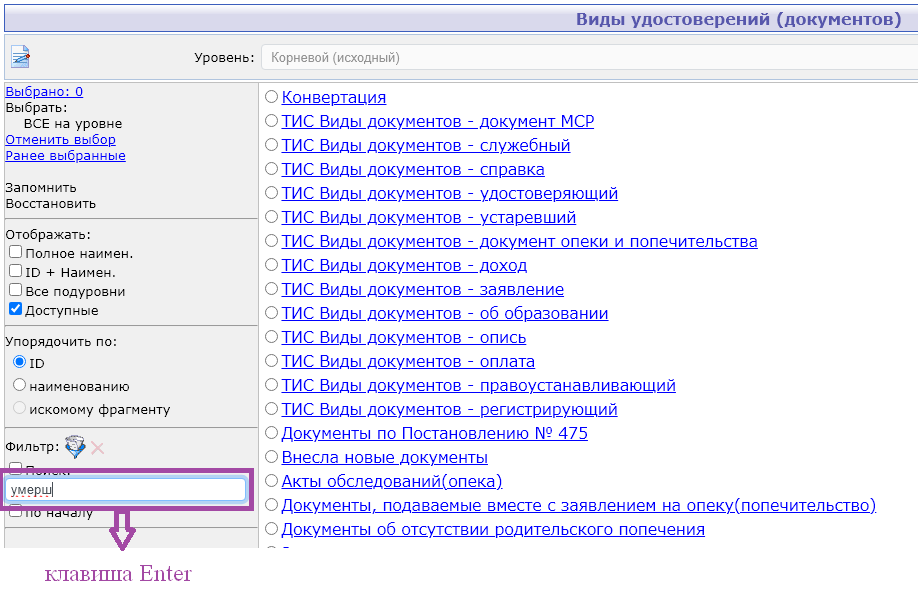 Виды удостоверений (документов)
Уровень: Корневой (исходный)
Выбрано: 0
Выбрать:
ВСЕ на уровне
Отменить выбор
Ранее выбранные
Запомнить
Восстановить
Отображать:
Полное наимен.
ID + Наимен.
Все подуровни
Доступные
Упорядочить по:
ID
наименованию
искомому фрагменту
Фильтр:
умерш
по началу
клавиша Enter
Конвертация
ТИС Виды документов - документ МСР
ТИС Виды документов - служебный
ТИС Виды документов - справка
ТИС Виды документов - удостоверяющий
ТИС Виды документов - устаревший
ТИС Виды документов - документ опеки и попечительства
ТИС Виды документов - доход
ТИС Виды документов - заявление
ТИС Виды документов - об образовании
ТИС Виды документов - опись
ТИС Виды документов - оплата
ТИС Виды документов - правоустанавливающий
ТИС Виды документов - регистрирующий
Документы по Постановлению № 475
Внесла новые документы
Акты обследований(опека)
Документы, подаваемые вместе с заявлением на опеку(попечительство)
Документы об отсутствии родительского попечения